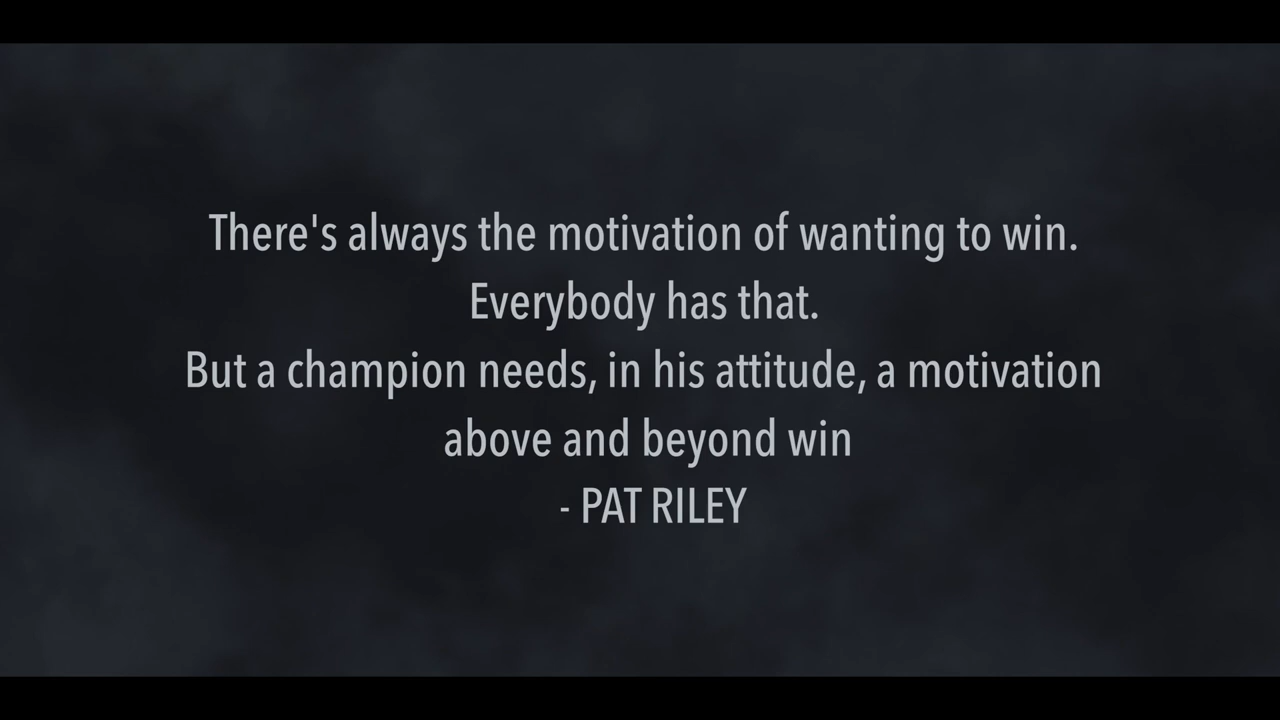 There's always the motivation of wanting to win.
Everybody has that.
But a champion needs, in his attitude, a motivation
above and beyond win
- PAT RILEY